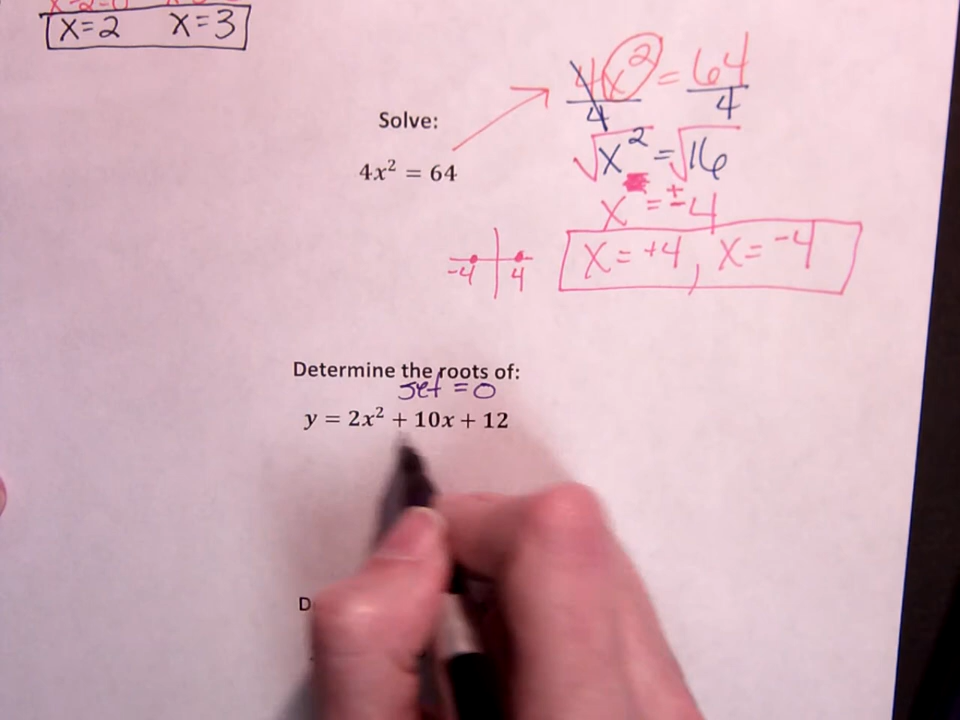 x=2 x=3
4x² = 64
4 4
Solve:
4x² = 64
√x² = √16
x = ±4
x = +4, x = -4
-4 4
Determine the roots of:
set = 0
y = 2x² + 10x + 12
D